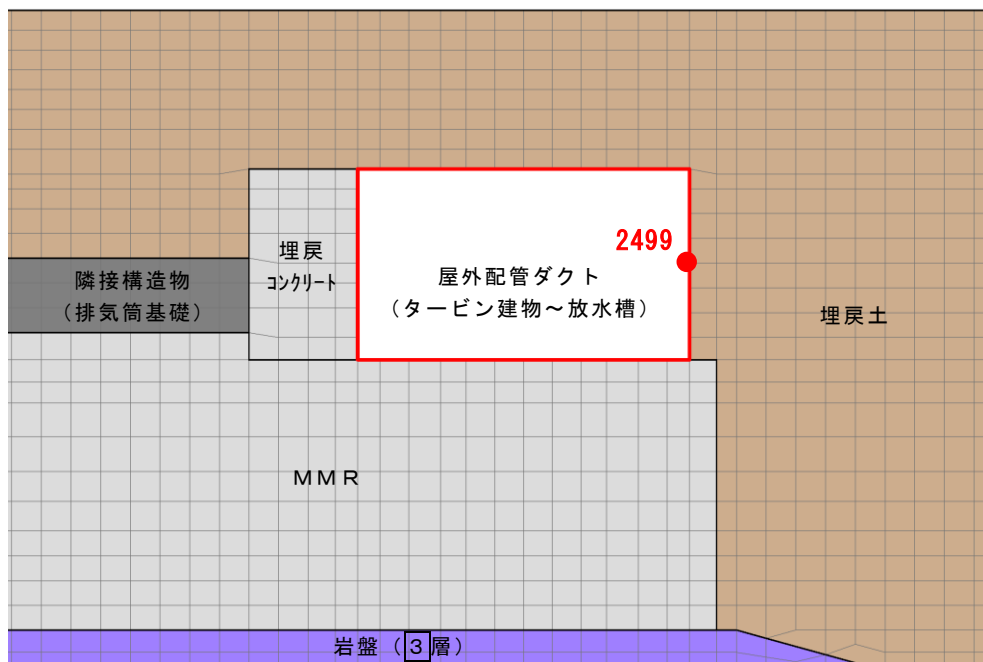 2499
埋戻
コンクリート
隣接構造物
（排気筒基礎）
屋外配管ダクト
（タービン建物～放水槽）
埋戻土
ＭＭＲ
岩盤（3層）